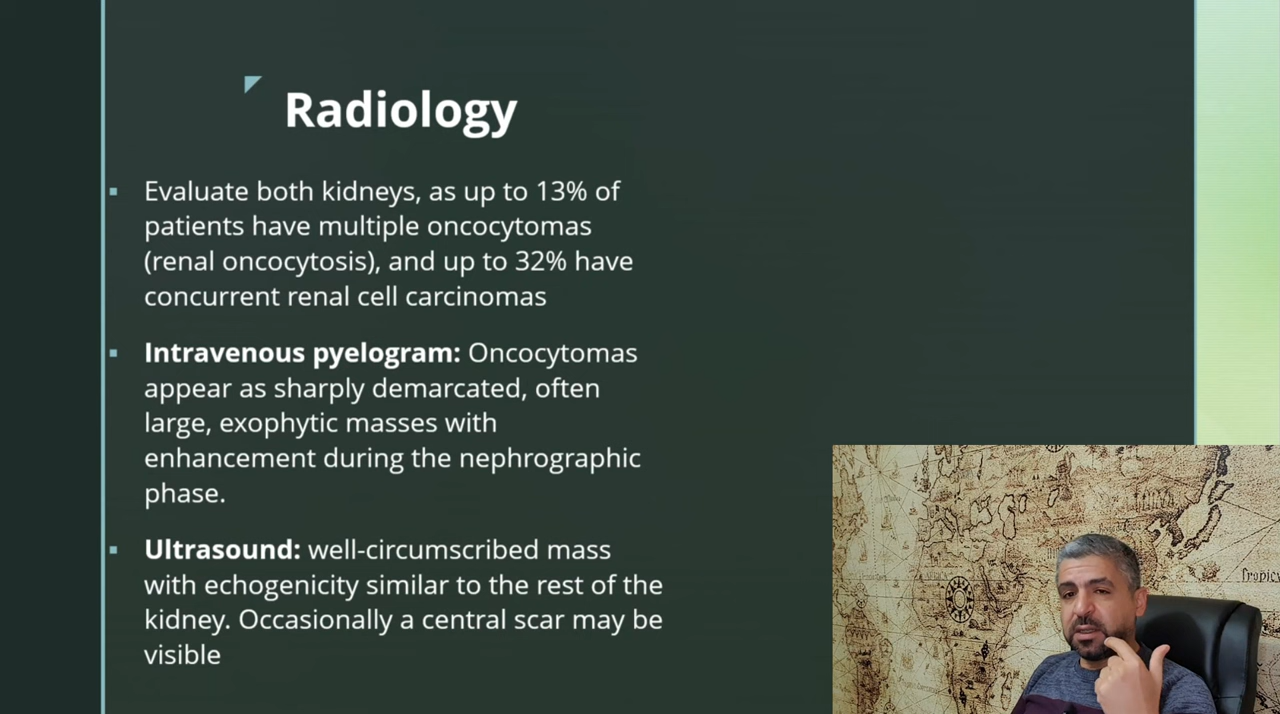 Radiology
Evaluate both kidneys, as up to 13% of
patients have multiple oncocytomas
(renal oncocytosis), and up to 32% have
concurrent renal cell carcinomas
Intravenous pyelogram: Oncocytomas
appear as sharply demarcated, often
large, exophytic masses with
enhancement during the nephrographic
phase.
Ultrasound: well-circumscribed mass
with echogenicity similar to the rest of the
kidney. Occasionally a central scar may be
visible